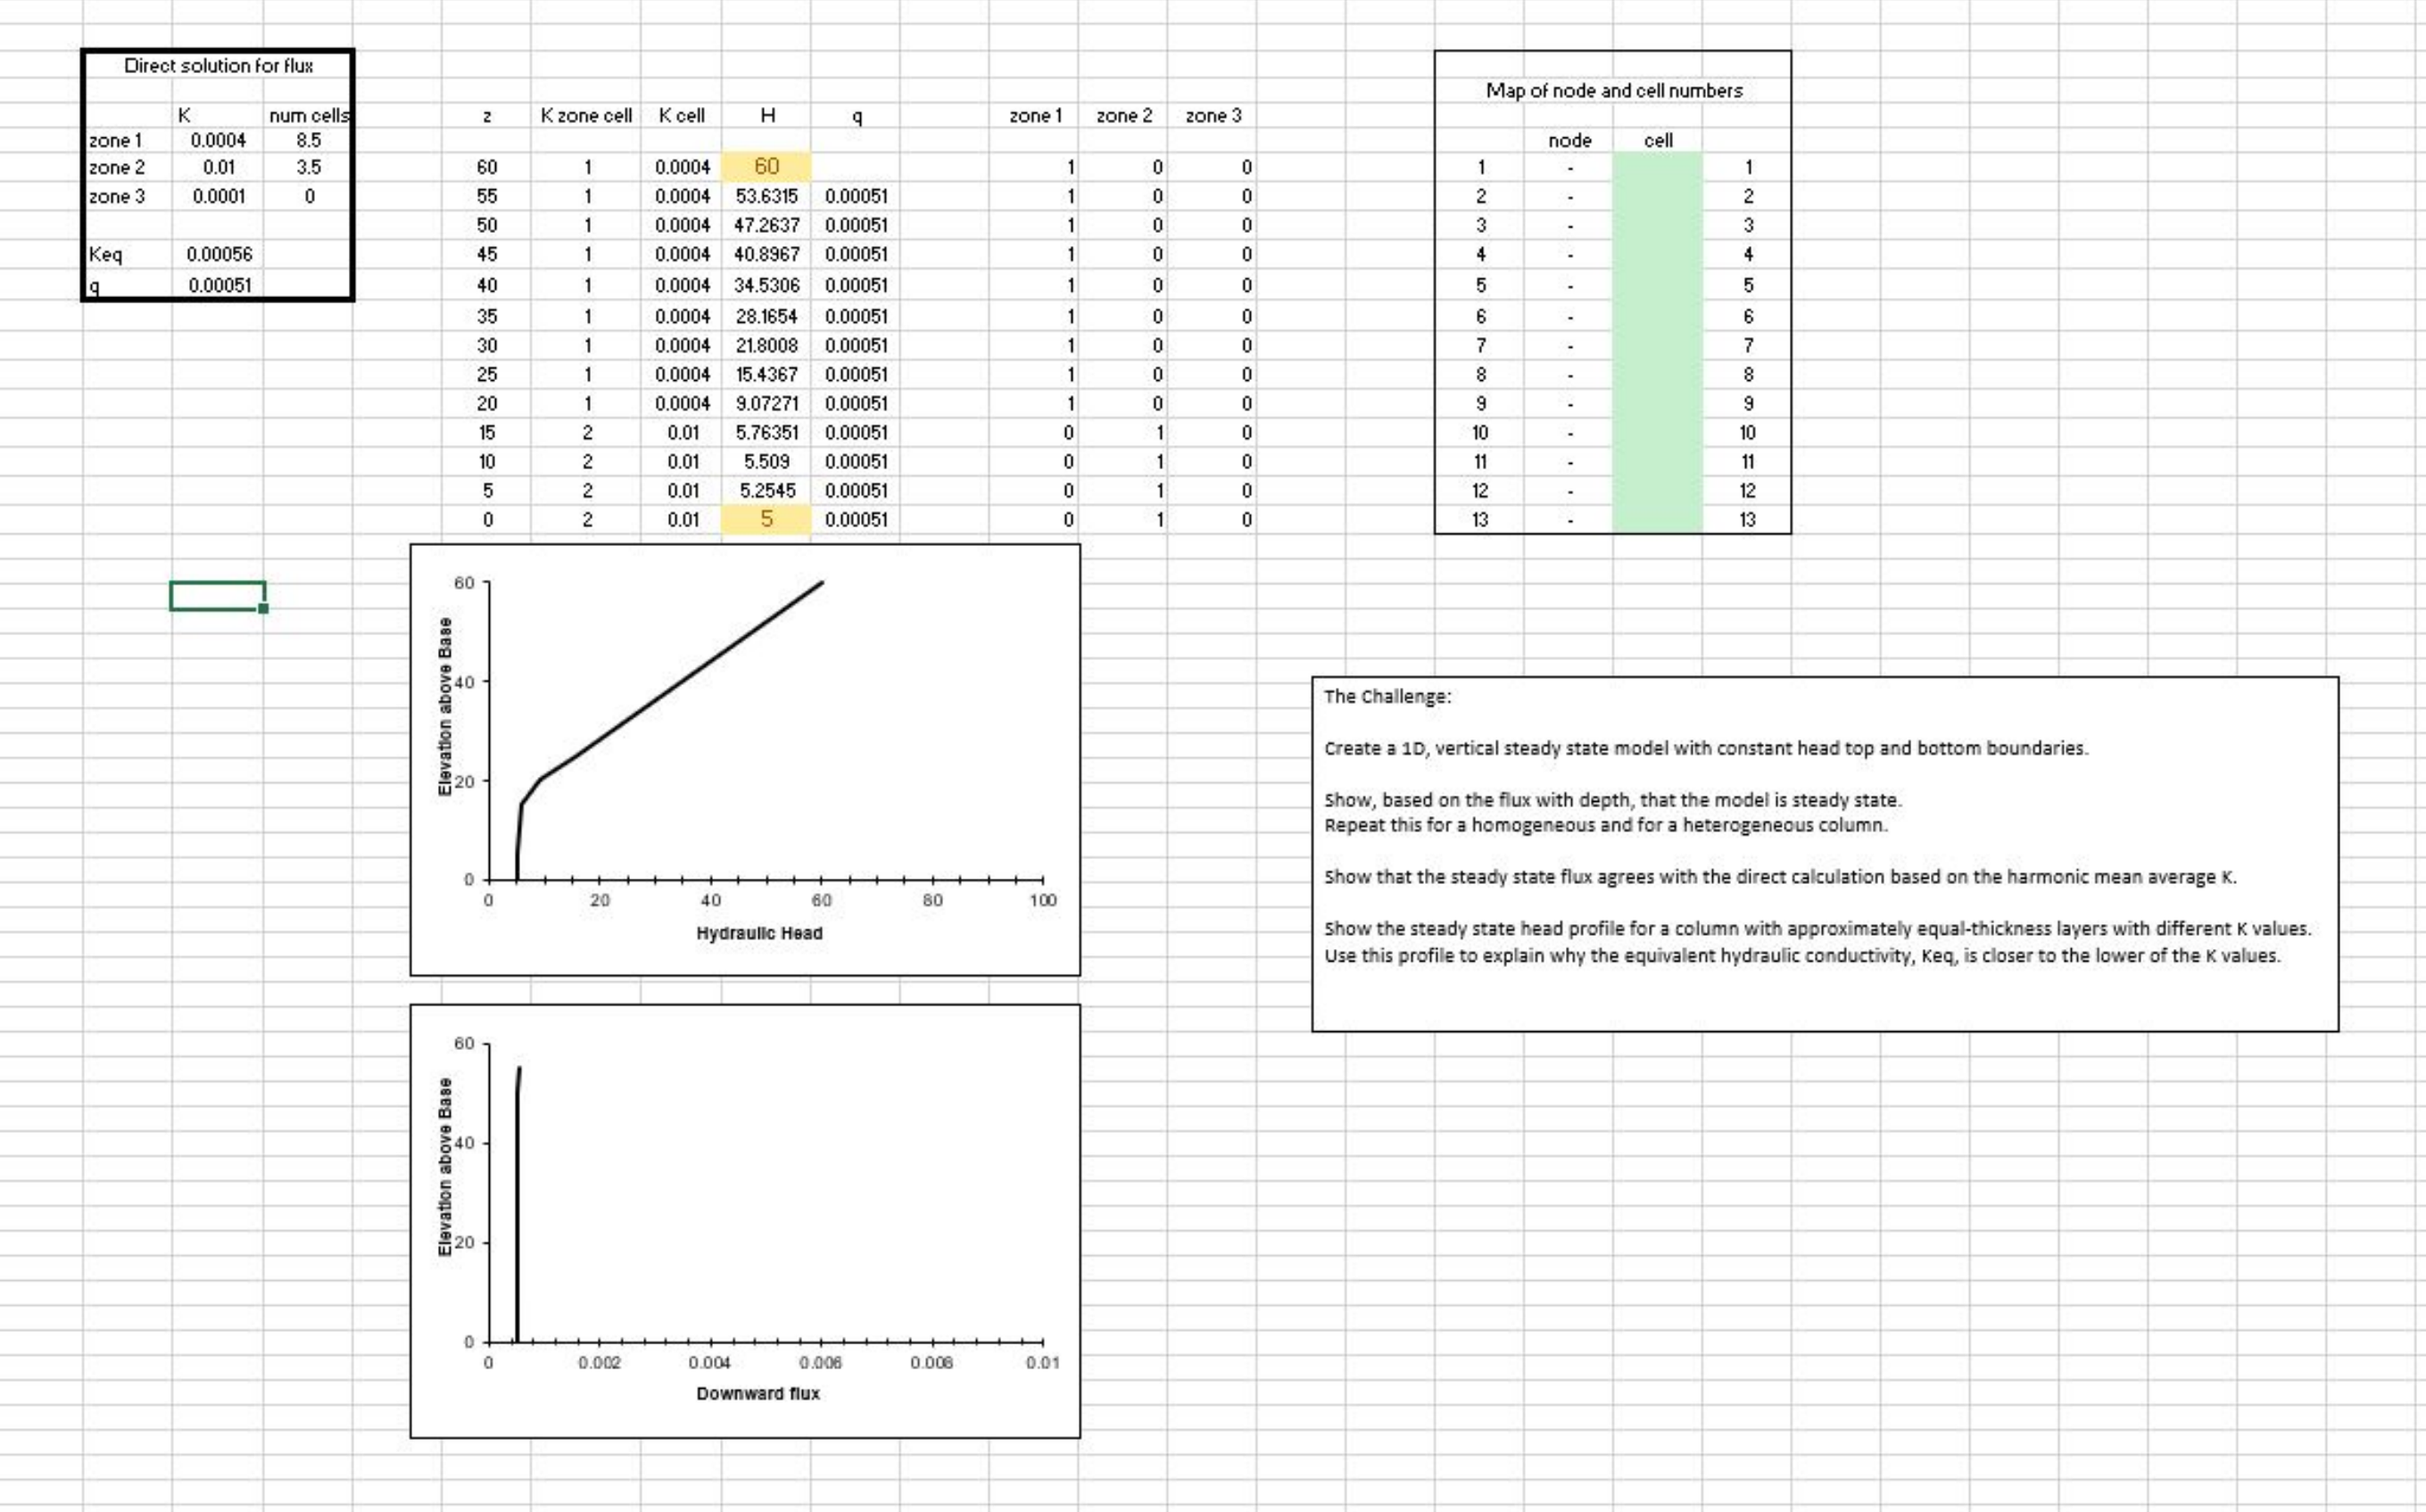 Direct solution for flux
K num cells
zone 1 0.0004 8.5
zone 2 0.01 3.5
zone 3 0.0001 0
Keq 0.00056
q 0.00051
z K zone cell K cell H q zone 1 zone 2 zone 3
60 1 0.0004 60 1 0 0
55 1 0.0004 53.6315 0.00051 1 0 0
50 1 0.0004 47.2637 0.00051 1 0 0
45 1 0.0004 40.8967 0.00051 1 0 0
40 1 0.0004 34.5306 0.00051 1 0 0
35 1 0.0004 28.1654 0.00051 1 0 0
30 1 0.0004 21.8008 0.00051 1 0 0
25 1 0.0004 15.4367 0.00051 1 0 0
20 1 0.0004 9.07271 0.00051 1 0 0
15 2 0.01 5.76351 0.00051 0 1 0
10 2 0.01 5.509 0.00051 0 1 0
5 2 0.01 5.2545 0.00051 0 1 0
0 2 0.01 5 0.00051 0 1 0
Map of node and cell numbers
node cell
1 - 1
2 - 2
3 - 3
4 - 4
5 - 5
6 - 6
7 - 7
8 - 8
9 - 9
10 - 10
11 - 11
12 - 12
13 - 13
60
40
20
0
Elevation above Base
0 20 40 60 80 100
Hydraulic Head
The Challenge:
Create a 1D, vertical steady state model with constant head top and bottom boundaries.
Show, based on the flux with depth, that the model is steady state.
Repeat this for a homogeneous and for a heterogeneous column.
Show that the steady state flux agrees with the direct calculation based on the harmonic mean average K.
Show the steady state head profile for a column with approximately equal-thickness layers with different K values.
Use this profile to explain why the equivalent hydraulic conductivity, Keq, is closer to the lower of the K values.
60
40
20
0
Elevation above Base
0 0.002 0.004 0.006 0.008 0.01
Downward flux